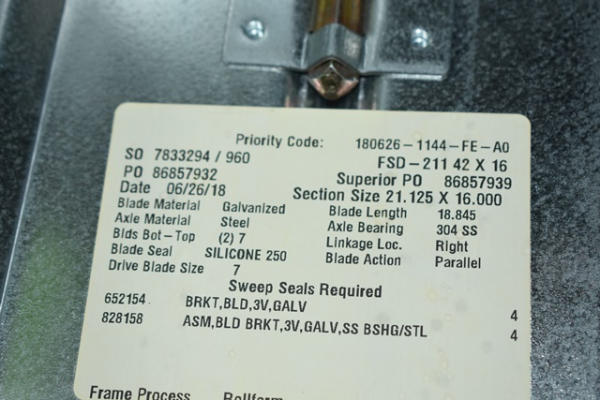 Priority Code: 180626-1144-FE-A0
SO 7833294 / 960 FSD-211 42 X 16
PO 86857932 Superior PO 86857939
Date 06/26/18 Section Size 21.125 X 16.000
Blade Material Galvanized Blade Length 18.845
Axle Material Steel Axle Bearing 304 SS
Blds Bot-Top (2) 7 Linkage Loc. Right
Blade Seal SILICONE 250 Blade Action Parallel
Drive Blade Size 7
Sweep Seals Required
652154 BRKT,BLD,3V,GALV 4
828158 ASM,BLD BRKT,3V,GALV,SS BSHG/STL 4
Frame Process Rollform